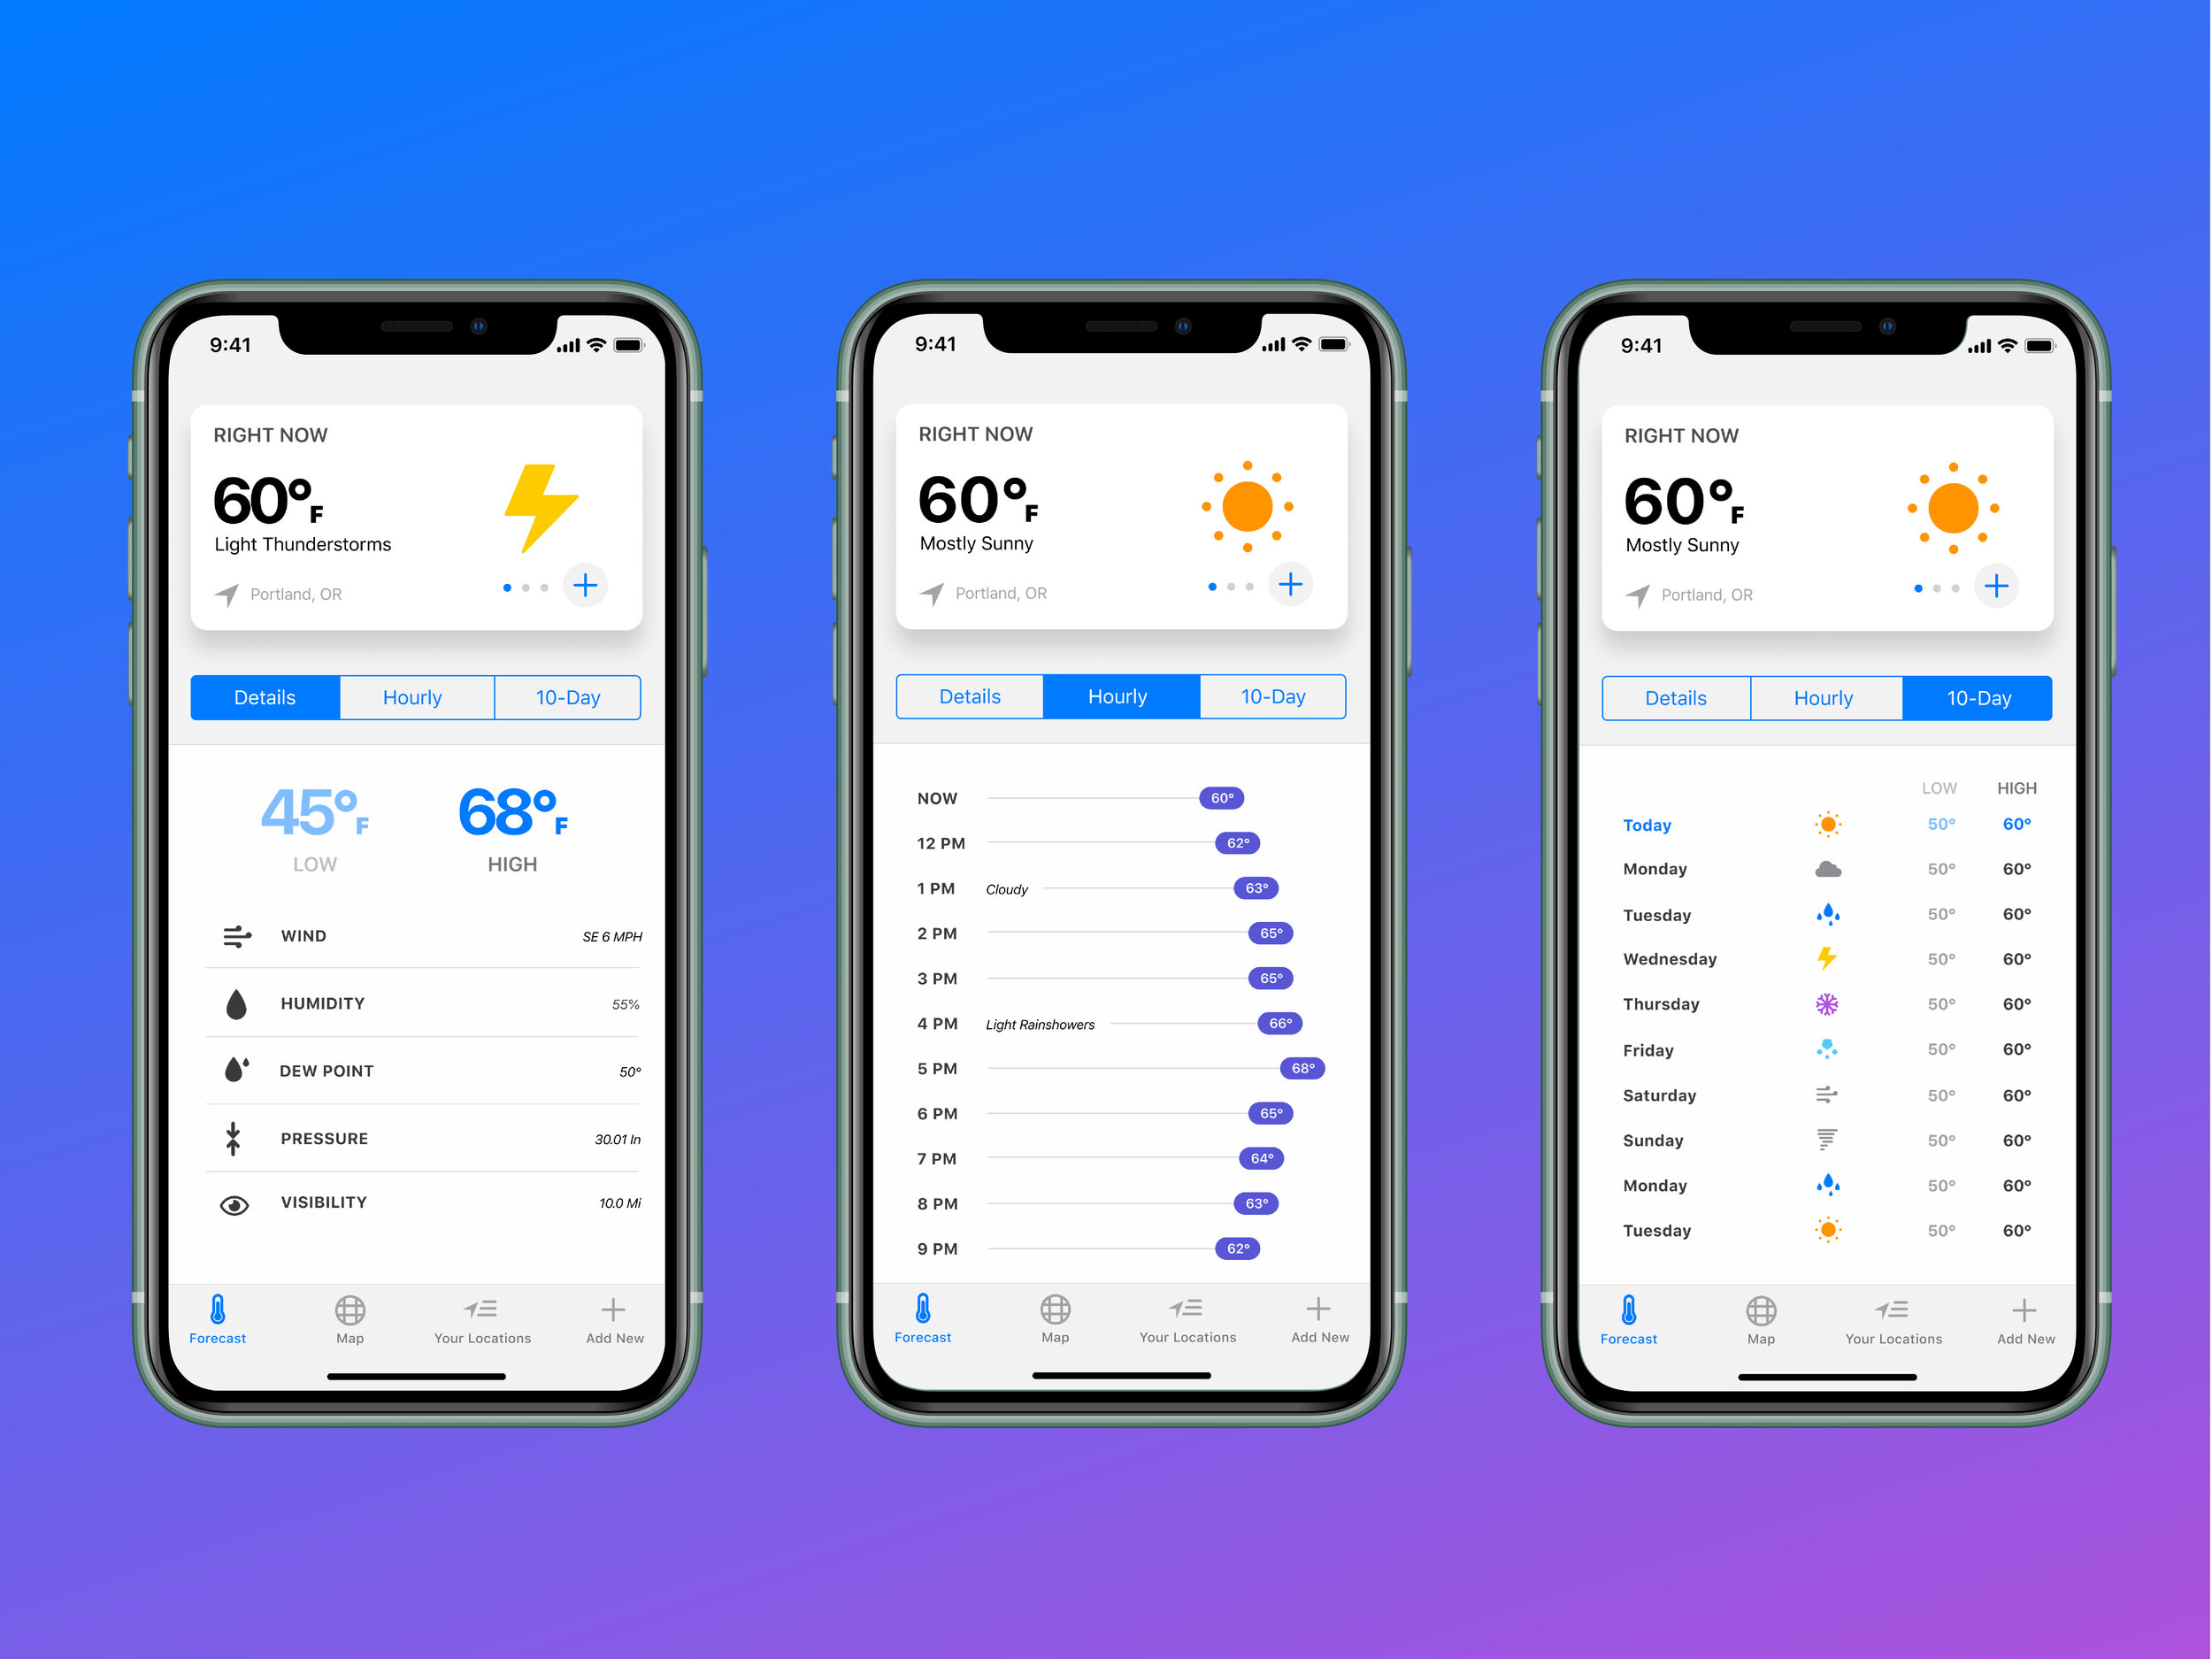 9:41
RIGHT NOW
60°F
Light Thunderstorms
Portland, OR
Details Hourly 10-Day
45°F 68°F
LOW HIGH
WIND SE 6 MPH
HUMIDITY 55%
DEW POINT 50°
PRESSURE 30.01 In
VISIBILITY 10.0 Mi
Forecast Map Your Locations Add New
9:41
RIGHT NOW
60°F
Mostly Sunny
Portland, OR
Details Hourly 10-Day
NOW 60°
12 PM 62°
1 PM Cloudy 63°
2 PM 65°
3 PM 65°
4 PM Light Rainshowers 66°
5 PM 68°
6 PM 65°
7 PM 64°
8 PM 63°
9 PM 62°
Forecast Map Your Locations Add New
9:41
RIGHT NOW
60°F
Mostly Sunny
Portland, OR
Details Hourly 10-Day
LOW HIGH
Today 50° 60°
Monday 50° 60°
Tuesday 50° 60°
Wednesday 50° 60°
Thursday 50° 60°
Friday 50° 60°
Saturday 50° 60°
Sunday 50° 60°
Monday 50° 60°
Tuesday 50° 60°
Forecast Map Your Locations Add New